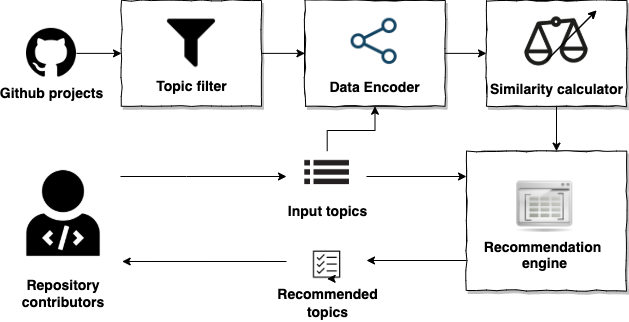 Github projects
Topic filter
Data Encoder
Similarity calculator
Input topics
Repository
contributors
Recommended
topics
Recommendation
engine